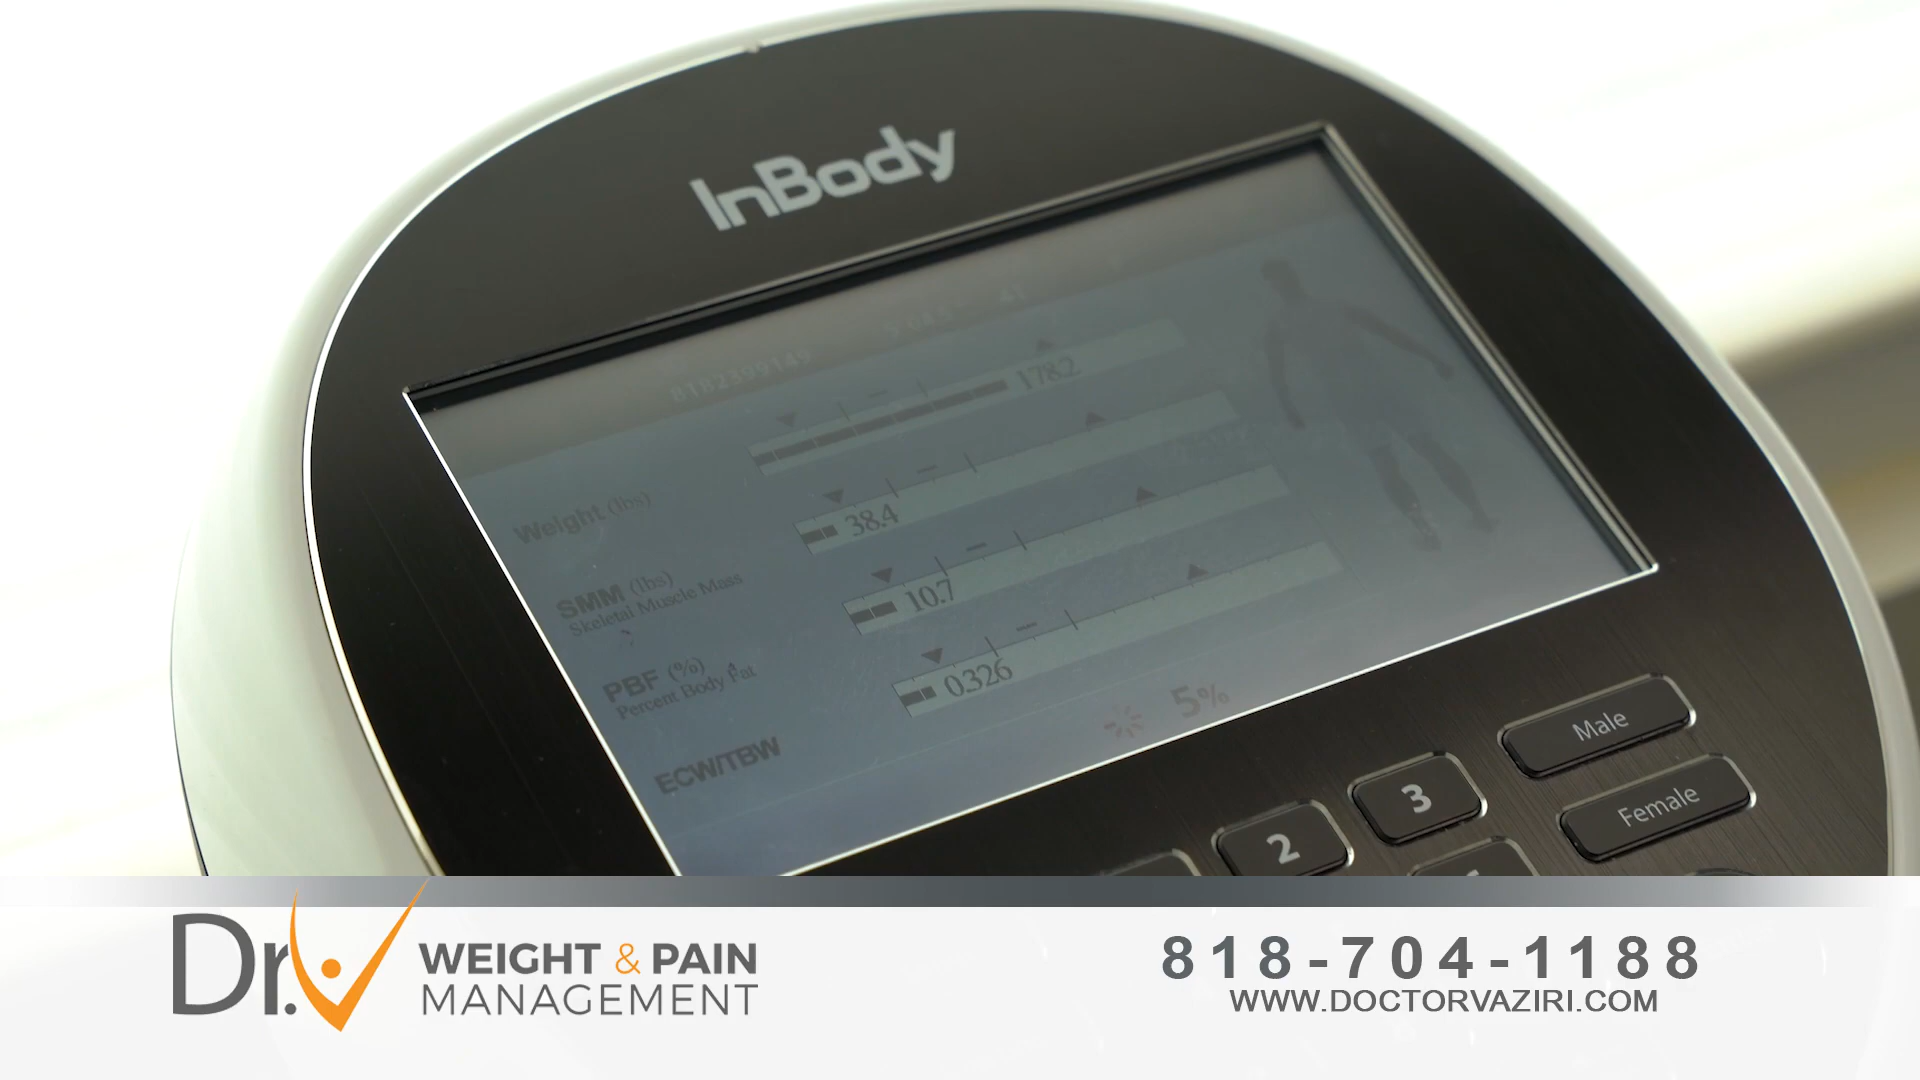 InBody
8182399149
178.2
Weight (lbs)
38.4
SMM (lbs)
Skeletal Muscle Mass
10.7
PBF (%)
Percent Body Fat
0.326
ECW/TBW
5%
Male
Female
3
2
Dr.V WEIGHT & PAIN
MANAGEMENT
818-704-1188
WWW.DOCTORVAZIRI.COM